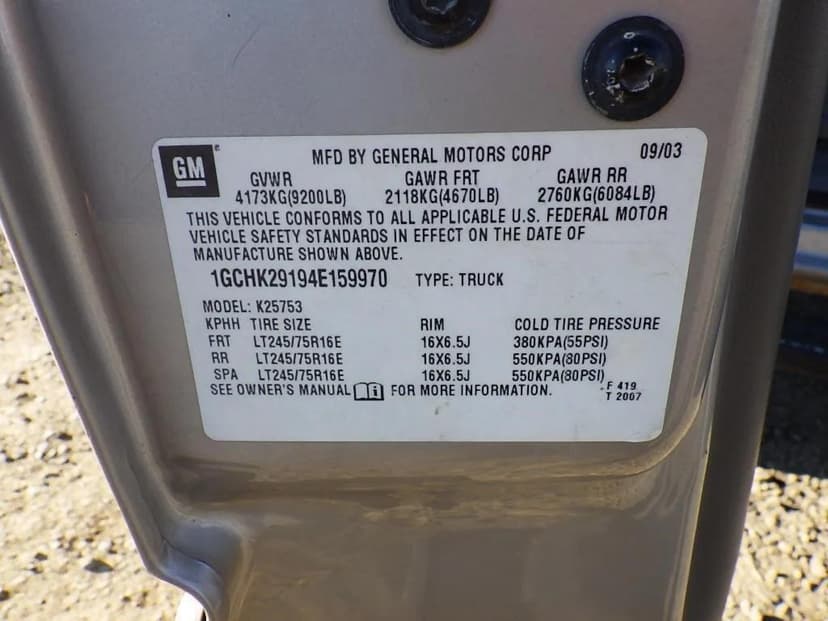 GM
MFD BY GENERAL MOTORS CORP 09/03
GVWR GAWR FRT GAWR RR
4173KG(9200LB) 2118KG(4670LB) 2760KG(6084LB)
THIS VEHICLE CONFORMS TO ALL APPLICABLE U.S. FEDERAL MOTOR
VEHICLE SAFETY STANDARDS IN EFFECT ON THE DATE OF
MANUFACTURE SHOWN ABOVE.
1GCHK29194E159970 TYPE: TRUCK
MODEL: K25753
KPHH TIRE SIZE RIM COLD TIRE PRESSURE
FRT LT245/75R16E 16X6.5J 380KPA(55PSI)
RR LT245/75R16E 16X6.5J 550KPA(80PSI)
SPA LT245/75R16E 16X6.5J 550KPA(80PSI)
SEE OWNER'S MANUAL FOR MORE INFORMATION.
F 419
T 2007